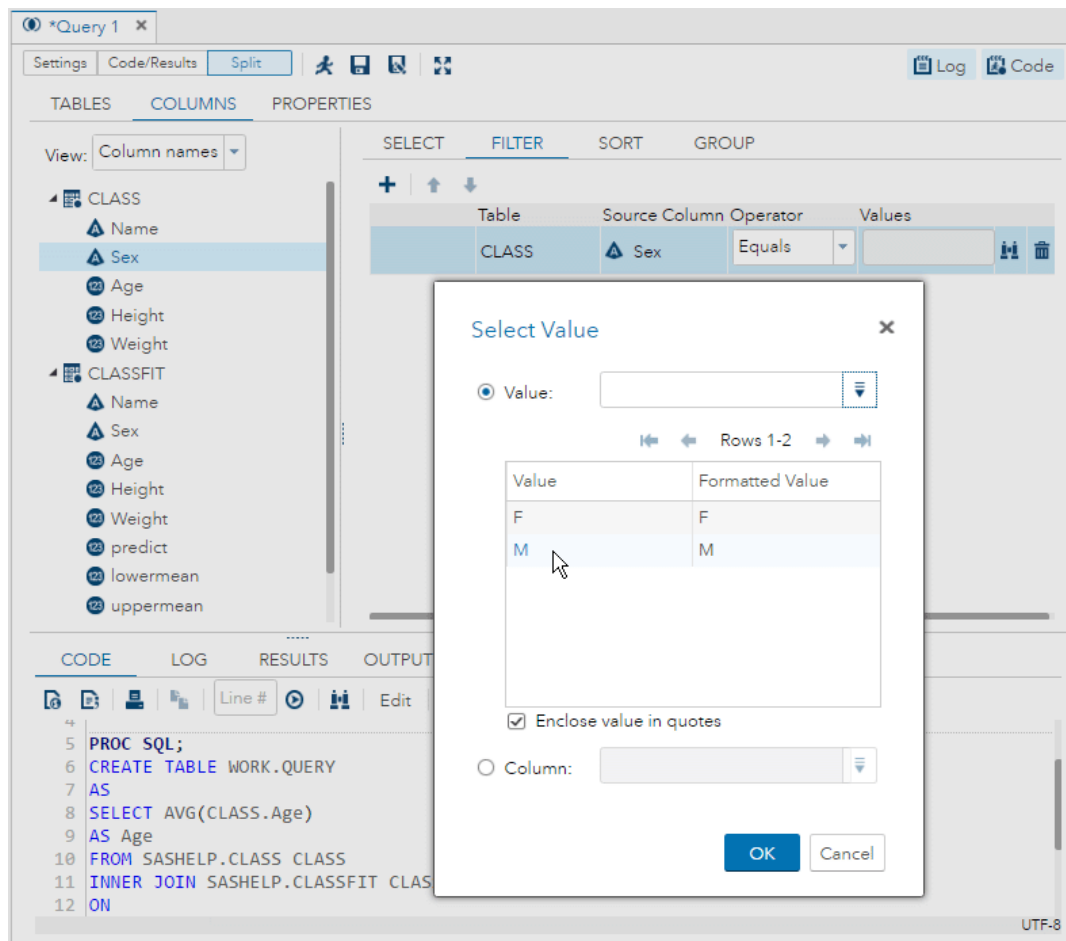 *Query 1
Settings Code/Results Split Log Code
TABLES COLUMNS PROPERTIES
View: Column names
CLASS
Name
Sex
Age
Height
Weight
CLASSFIT
Name
Sex
Age
Height
Weight
predict
lowermean
uppermean
SELECT FILTER SORT GROUP
Table Source Column Operator Values
CLASS Sex Equals
Select Value
Value:
Rows 1-2
Value Formatted Value
F F
M M
Enclose value in quotes
Column:
OK Cancel
CODE LOG RESULTS OUTPUT
Line # Edit
4
5 PROC SQL;
6 CREATE TABLE WORK.QUERY
7 AS
8 SELECT AVG(CLASS.Age)
9 AS Age
10 FROM SASHELP.CLASS CLASS
11 INNER JOIN SASHELP.CLASSFIT CLAS
12 ON
UTF-8